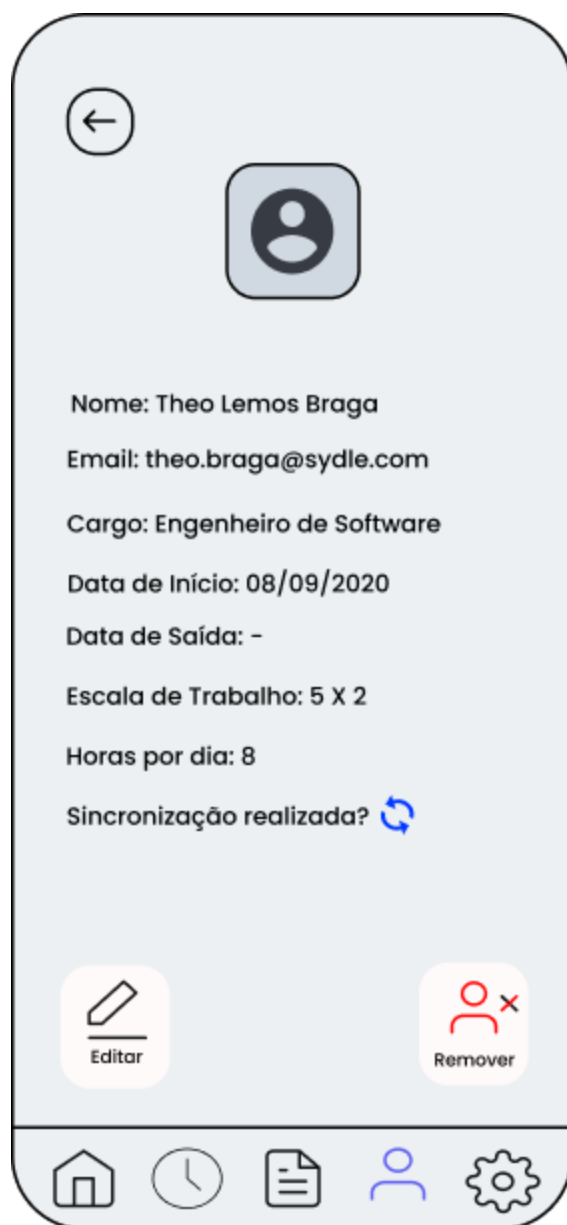 Nome: Theo Lemos Braga
Email: theo.braga@sydle.com
Cargo: Engenheiro de Software
Data de Início: 08/09/2020
Data de Saída: -
Escala de Trabalho: 5 X 2
Horas por dia: 8
Sincronização realizada?
Editar
Remover